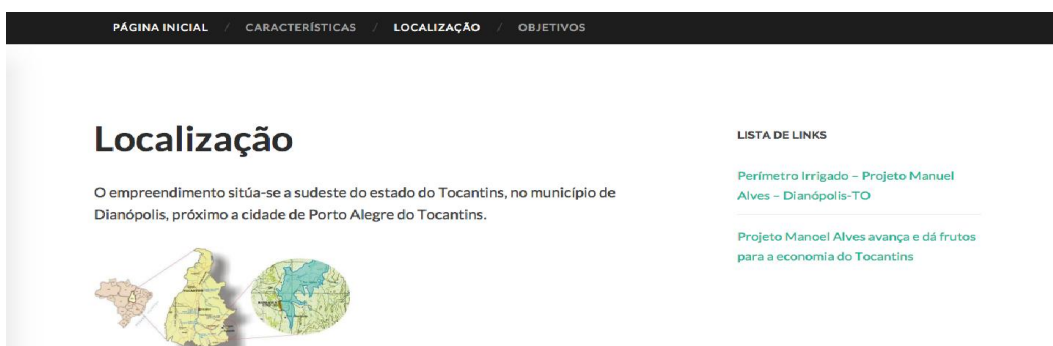 PÁGINA INICIAL / CARACTERÍSTICAS / LOCALIZAÇÃO / OBJETIVOS
Localização
O empreendimento sitúa-se a sudeste do estado do Tocantins, no município de
Dianópolis, próximo a cidade de Porto Alegre do Tocantins.
LISTA DE LINKS
Perímetro Irrigado – Projeto Manuel
Alves – Dianópolis-TO
Projeto Manoel Alves avança e dá frutos
para a economia do Tocantins